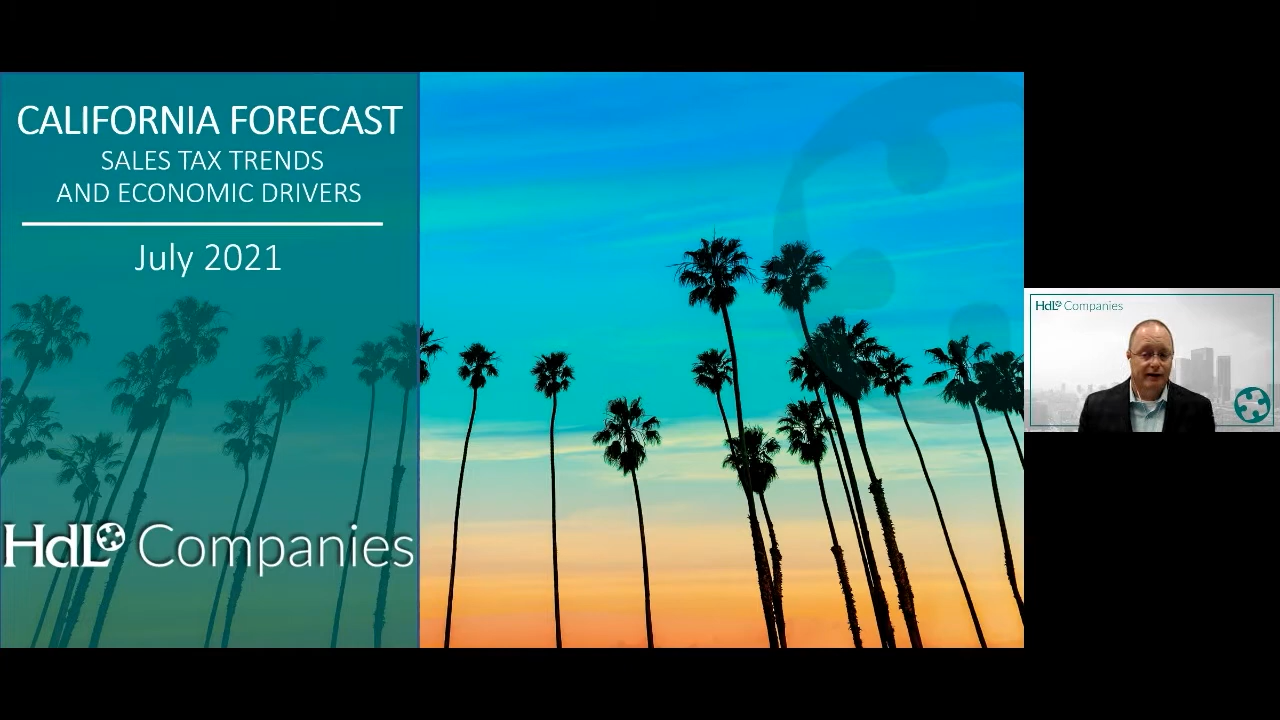 CALIFORNIA FORECAST
SALES TAX TRENDS
AND ECONOMIC DRIVERS
July 2021
HdL Companies
HdL Companies